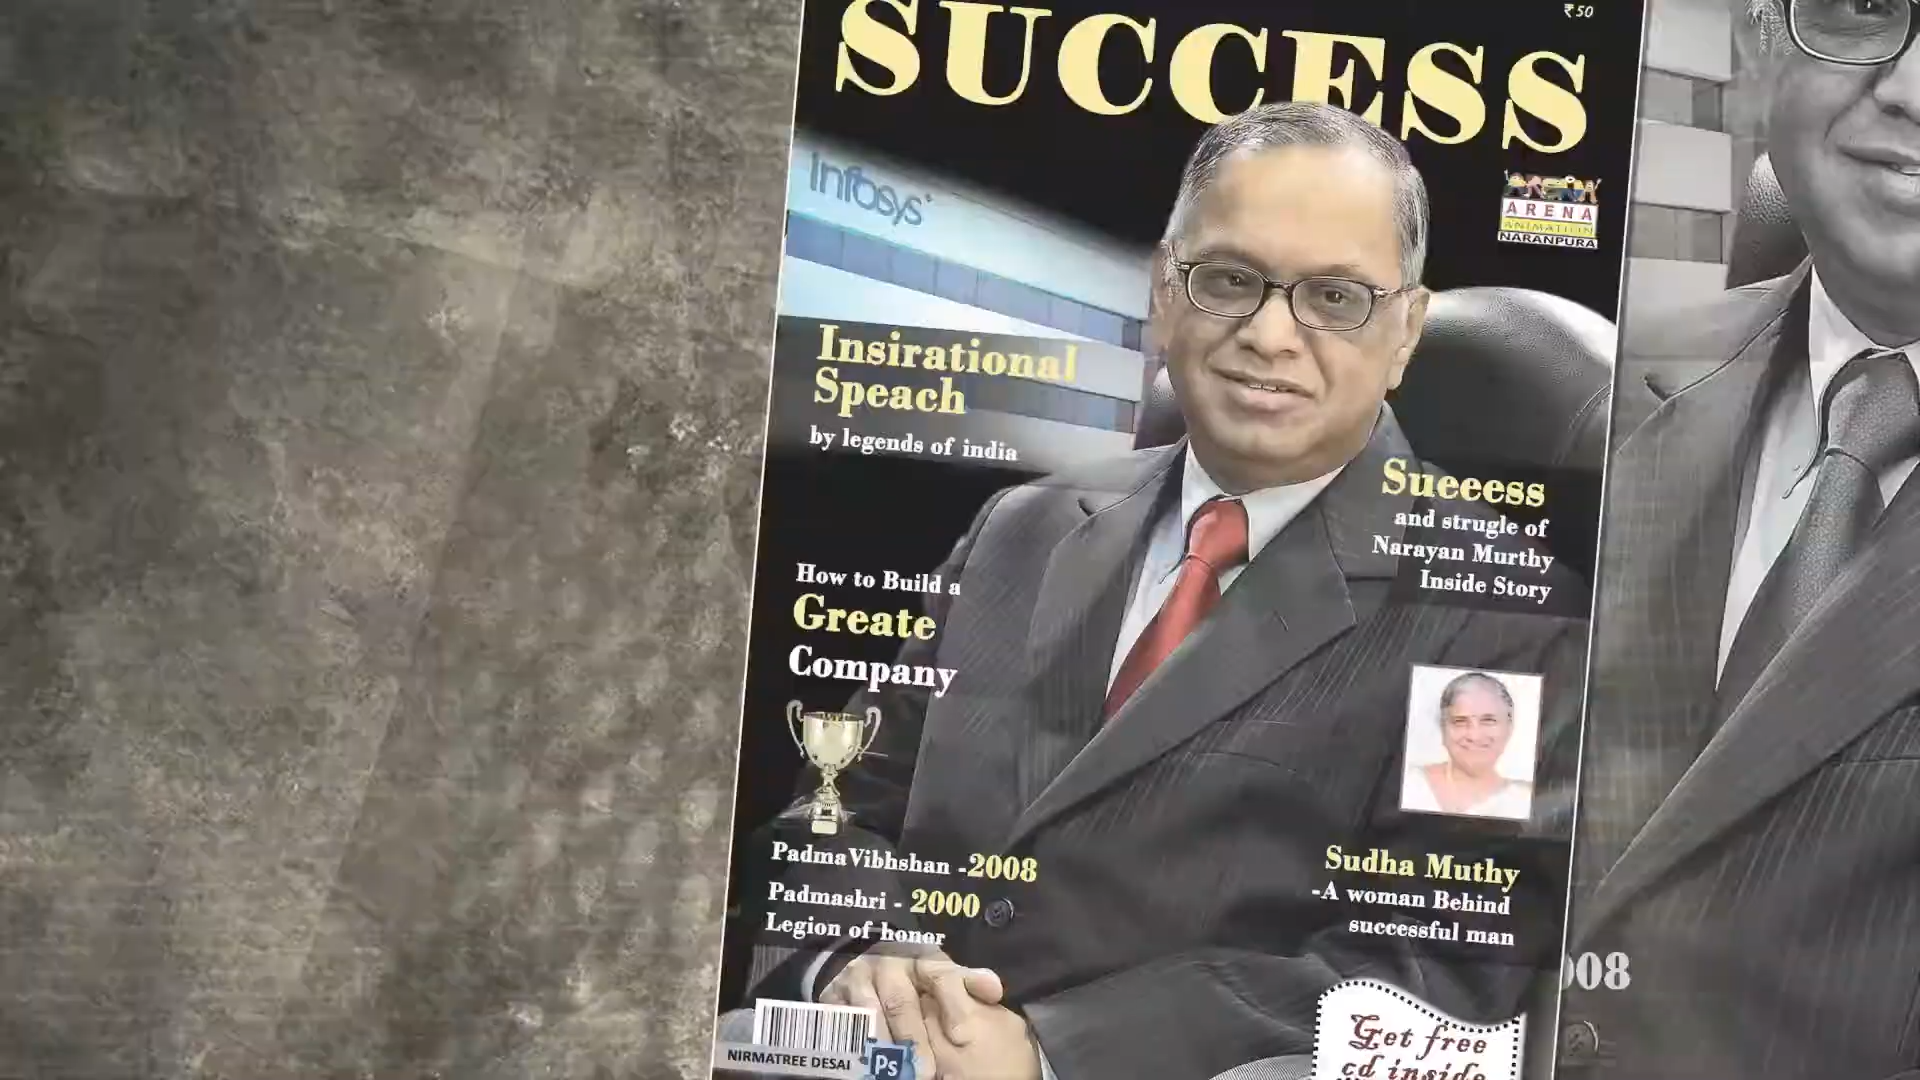 ₹50
SUCCESS
Infosys
ARENA
ANIMATION
NARANPURA
Insirational
Speach
by legends of india
Sueeess
and strugle of
Narayan Murthy
Inside Story
How to Build a
Greate
Company
PadmaVibhshan -2008
Padmashri - 2000
Legion of honor
Sudha Muthy
-A woman Behind
successful man
008
Get free
cd inside
NIRMATREE DESAI
Ps